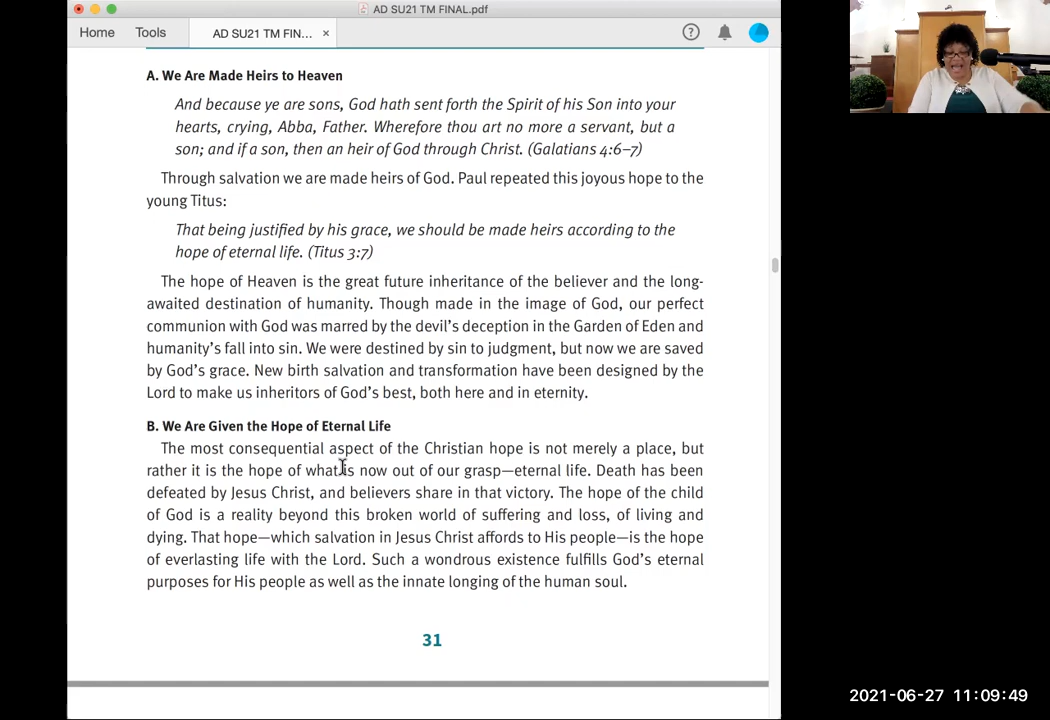 AD SU21 TM FINAL.pdf
Home Tools AD SU21 TM FIN... ×
A. We Are Made Heirs to Heaven
And because ye are sons, God hath sent forth the Spirit of his Son into your
hearts, crying, Abba, Father. Wherefore thou art no more a servant, but a
son; and if a son, then an heir of God through Christ. (Galatians 4:6–7)
Through salvation we are made heirs of God. Paul repeated this joyous hope to the
young Titus:
That being justified by his grace, we should be made heirs according to the
hope of eternal life. (Titus 3:7)
The hope of Heaven is the great future inheritance of the believer and the long-
awaited destination of humanity. Though made in the image of God, our perfect
communion with God was marred by the devil’s deception in the Garden of Eden and
humanity’s fall into sin. We were destined by sin to judgment, but now we are saved
by God’s grace. New birth salvation and transformation have been designed by the
Lord to make us inheritors of God’s best, both here and in eternity.
B. We Are Given the Hope of Eternal Life
The most consequential aspect of the Christian hope is not merely a place, but
rather it is the hope of what is now out of our grasp—eternal life. Death has been
defeated by Jesus Christ, and believers share in that victory. The hope of the child
of God is a reality beyond this broken world of suffering and loss, of living and
dying. That hope—which salvation in Jesus Christ affords to His people—is the hope
of everlasting life with the Lord. Such a wondrous existence fulfills God’s eternal
purposes for His people as well as the innate longing of the human soul.
31
2021-06-27 11:09:49